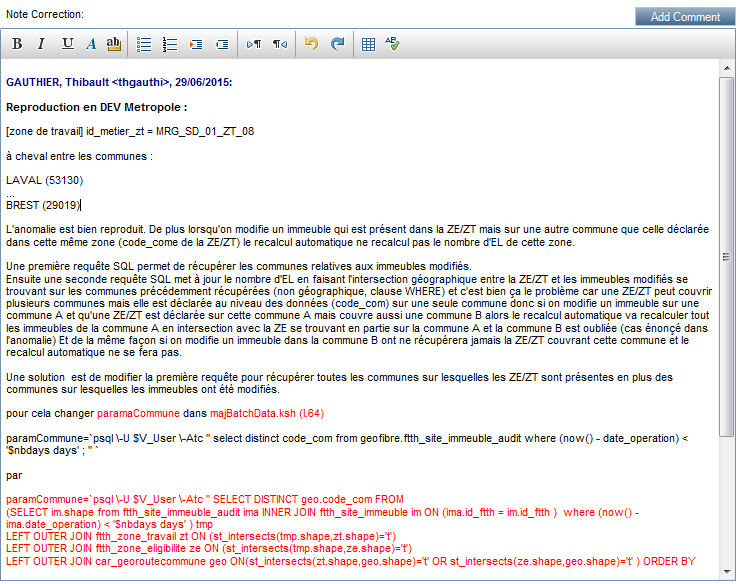 Note Correction:
Add Comment
B I U A ab
GAUTHIER, Thibault <thgauthi>, 29/06/2015:
Reproduction en DEV Metropole :
[zone de travail] id_metier_zt = MRG_SD_01_ZT_08
à cheval entre les communes :
LAVAL (53130)
...
BREST (29019)
L'anomalie est bien reproduit. De plus lorsqu'on modifie un immeuble qui est présent dans la ZE/ZT mais sur une autre commune que celle déclarée
dans cette même zone (code_come de la ZE/ZT) le recalcul automatique ne recalcul pas le nombre d'EL de cette zone.
Une première requête SQL permet de récupérer les communes relatives aux immeubles modifiés.
Ensuite une seconde requête SQL met à jour le nombre d'EL en faisant l'intersection géographique entre la ZE/ZT et les immeubles modifiés se
trouvant sur les communes précédemment récupérées (non géographique, clause WHERE) et c'est bien ça le problème car une ZE/ZT peut couvrir
plusieurs communes mais elle est déclarée au niveau des données (code_com) sur une seule commune donc si on modifie un immeuble sur une
commune A et qu'une ZE/ZT est déclarée sur cette commune A mais couvre aussi une commune B alors le recalcul automatique va recalculer tout
les immeubles de la commune A en intersection avec la ZE se trouvant en partie sur la commune A et la commune B est oubliée (cas énonçé dans
l'anomalie) Et de la même façon si on modifie un immeuble dans la commune B ont ne récupérera jamais la ZE/ZT couvrant cette commune et le
recalcul automatique ne se fera pas.
Une solution  est de modifier la première requête pour récupérer toutes les communes sur lesquelles les ZE/ZT sont présentes en plus des
communes sur lesquelles les immeubles ont été modifiés.
pour cela changer paramaCommune dans majBatchData.ksh (l.64)
paramCommune=`psql \-U $V_User \-Atc " select distinct code_com from geofibre.ftth_site_immeuble_audit where (now() - date_operation) <
'$nbdays days' ; " `
par
paramCommune=`psql \-U $V_User \-Atc " SELECT DISTINCT geo.code_com FROM
(SELECT im.shape from ftth_site_immeuble_audit ima INNER JOIN ftth_site_immeuble im ON (ima.id_ftth = im.id_ftth )  where (now() -
ima.date_operation) < '$nbdays days' ) tmp
LEFT OUTER JOIN ftth_zone_travail zt ON (st_intersects(tmp.shape,zt.shape)='t')
LEFT OUTER JOIN ftth_zone_eligibilite ze ON (st_intersects(tmp.shape,ze.shape)='t')
LEFT OUTER JOIN car_georoutecommune geo ON(st_intersects(zt.shape,geo.shape)='t' OR st_intersects(ze.shape,geo.shape)='t' ) ORDER BY